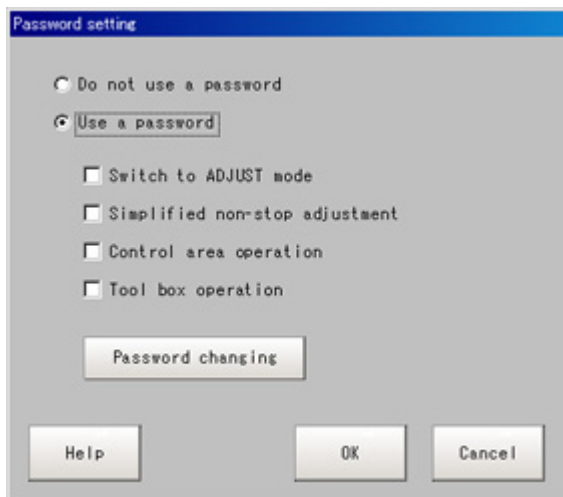 Password setting
Do not use a password
Use a password
Switch to ADJUST mode
Simplified non-stop adjustment
Control area operation
Tool box operation
Password changing
Help OK Cancel